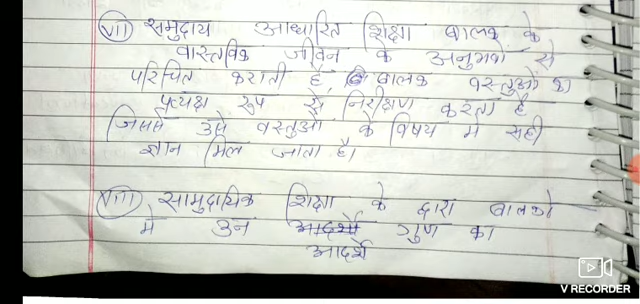 (VII) समुदाय आधारित शिक्षा बालक के
वास्तविक जीवन के अनुभवों से
परिचित कराती है, बालक वस्तुओं का
प्रत्यक्ष रूप से निरीक्षण करता है
जिससे उसे वस्तुओं के विषय में सही
ज्ञान मिल जाता है।
(VIII) सामुदायिक शिक्षा के द्वारा बालकों
में उन गुण का
आदर्श
V RECORDER